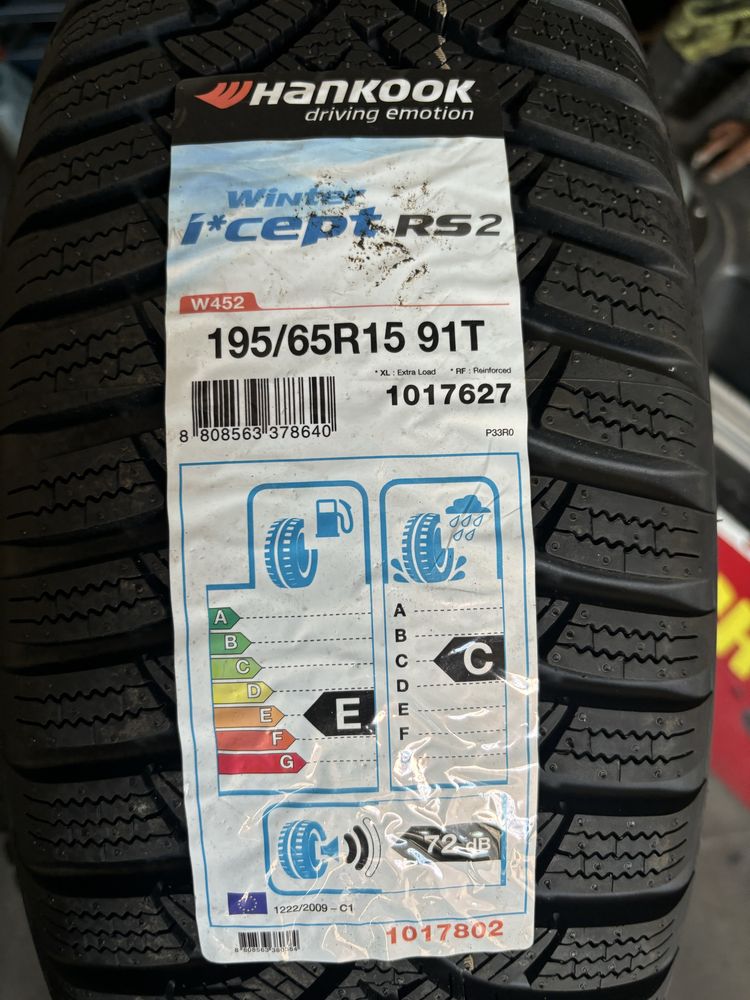 HANKOOK
driving emotion
Winter
i*cept RS2
W452
195/65R15 91T
* XL : Extra Load * RF : Reinforced
1017627
8 808563 378640
P33R0
A
B
C
D
E
F
G
E
A
B
C
D
E
F
C
72 dB
1222/2009 – C1
1017802